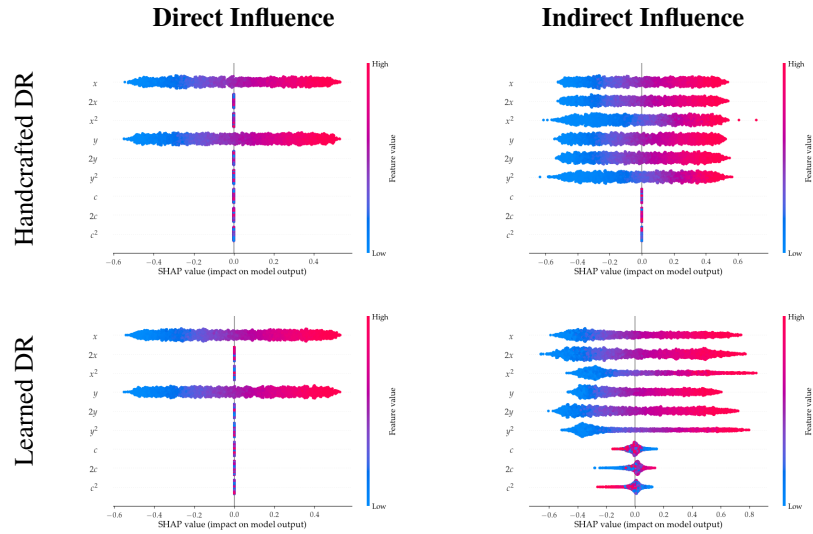 Direct Influence
Indirect Influence
Handcrafted DR
x
2x
x²
y
2y
y²
c
2c
c²
−0.6 −0.4 −0.2 0.0 0.2 0.4
SHAP value (impact on model output)
High
Low
Feature value
x
2x
x²
y
2y
y²
c
2c
c²
−0.6 −0.4 −0.2 0.0 0.2 0.4 0.6
SHAP value (impact on model output)
High
Low
Feature value
Learned DR
x
2x
x²
y
2y
y²
c
2c
c²
−0.6 −0.4 −0.2 0.0 0.2 0.4
SHAP value (impact on model output)
High
Low
Feature value
x
2x
x²
y
2y
y²
c
2c
c²
−0.6 −0.4 −0.2 0.0 0.2 0.4 0.6 0.8
SHAP value (impact on model output)
High
Low
Feature value